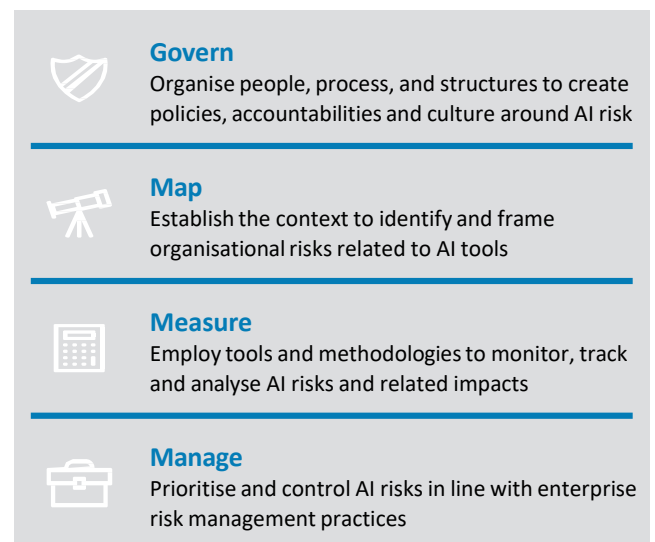 Govern
Organise people, process, and structures to create
policies, accountabilities and culture around AI risk
Map
Establish the context to identify and frame
organisational risks related to AI tools
Measure
Employ tools and methodologies to monitor, track
and analyse AI risks and related impacts
Manage
Prioritise and control AI risks in line with enterprise
risk management practices